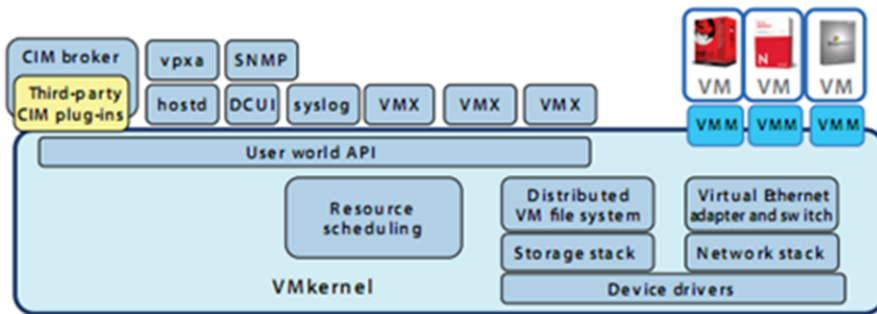 CIM broker
Third-party
CIM plug-ins
vpxa
SNMP
hostd
DCUI
syslog
VMX
VMX
VMX
N
VM
VM
VM
VMM
VMM
VMM
User world API
Resource
scheduling
Distributed
VM file system
Virtual Ethernet
adapter and switch
Storage stack
Network stack
VMkernel
Device drivers